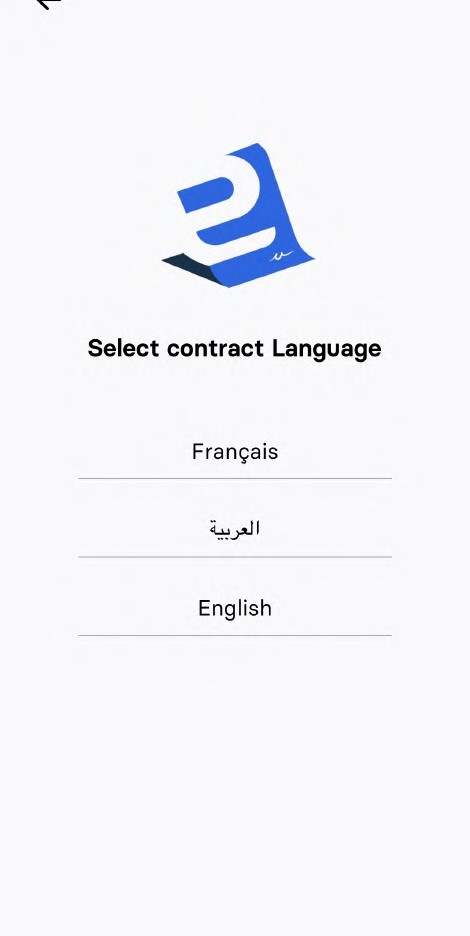 Select contract Language
Français
العربية
English